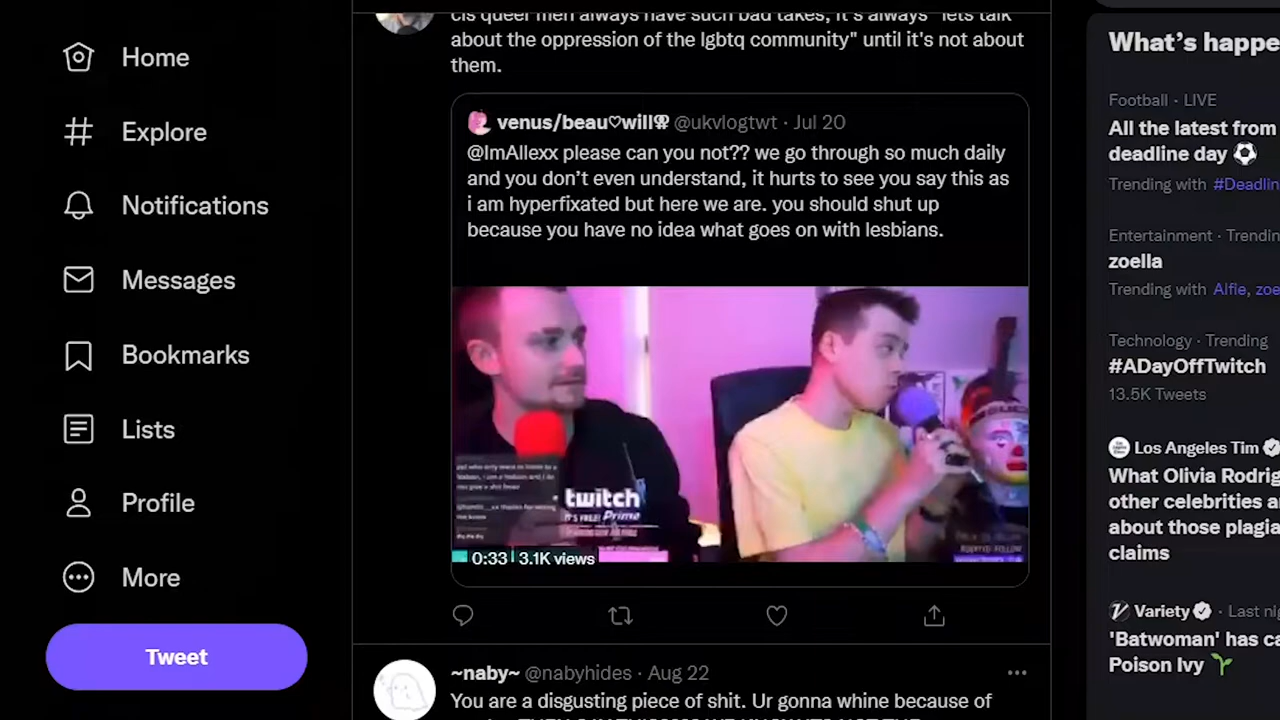 Home
Explore
Notifications
Messages
Bookmarks
Lists
Profile
More
Tweet
cis queer men always have such bad takes, it's always "lets talk
about the oppression of the lgbtq community" until it's not about
them.
venus/beau♡will @ukvlogtwt · Jul 20
@ImAllexx please can you not?? we go through so much daily
and you don't even understand, it hurts to see you say this as
i am hyperfixated but here we are. you should shut up
because you have no idea what goes on with lesbians.
twitch
IT'S FREE! Prime
0:33 3.1K views
~naby~ @nabyhides · Aug 22
You are a disgusting piece of shit. Ur gonna whine because of
What's happe
Football · LIVE
All the latest from
deadline day ⚽
Trending with #Deadlin
Entertainment · Trendin
zoella
Trending with Alfie, zoe
Technology · Trending
#ADayOffTwitch
13.5K Tweets
Los Angeles Tim
What Olivia Rodrig
other celebrities a
about those plagia
claims
Variety · Last nig
'Batwoman' has ca
Poison Ivy 🌱